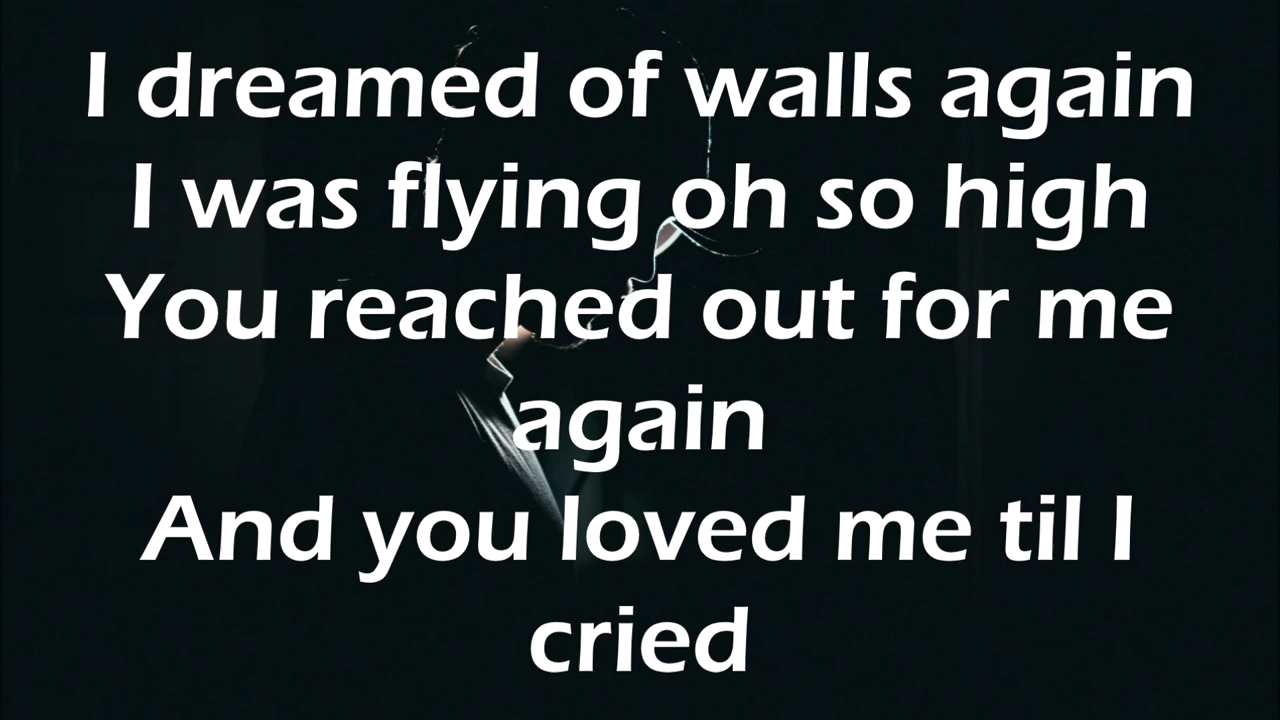 I dreamed of walls again
I was flying oh so high
You reached out for me
again
And you loved me til I
cried